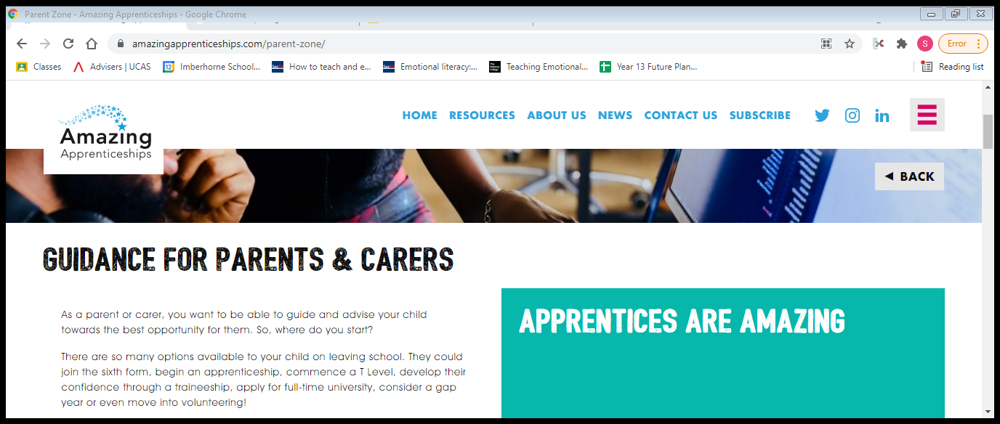 Parent Zone - Amazing Apprenticeships - Google Chrome
amazingapprenticeships.com/parent-zone/
S
Error
Classes
Advisers | UCAS
12
Imberhorne School...
How to teach and e...
Emotional literacy:...
Teaching Emotional...
Year 13 Future Plan...
Reading list
Amazing
Apprenticeships
HOME RESOURCES ABOUT US NEWS CONTACT US SUBSCRIBE
BACK
GUIDANCE FOR PARENTS & CARERS
As a parent or carer, you want to be able to guide and advise your child
towards the best opportunity for them. So, where do you start?
There are so many options available to your child on leaving school. They could
join the sixth form, begin an apprenticeship, commence a T Level, develop their
confidence through a traineeship, apply for full-time university, consider a gap
year or even move into volunteering!
APPRENTICES ARE AMAZING